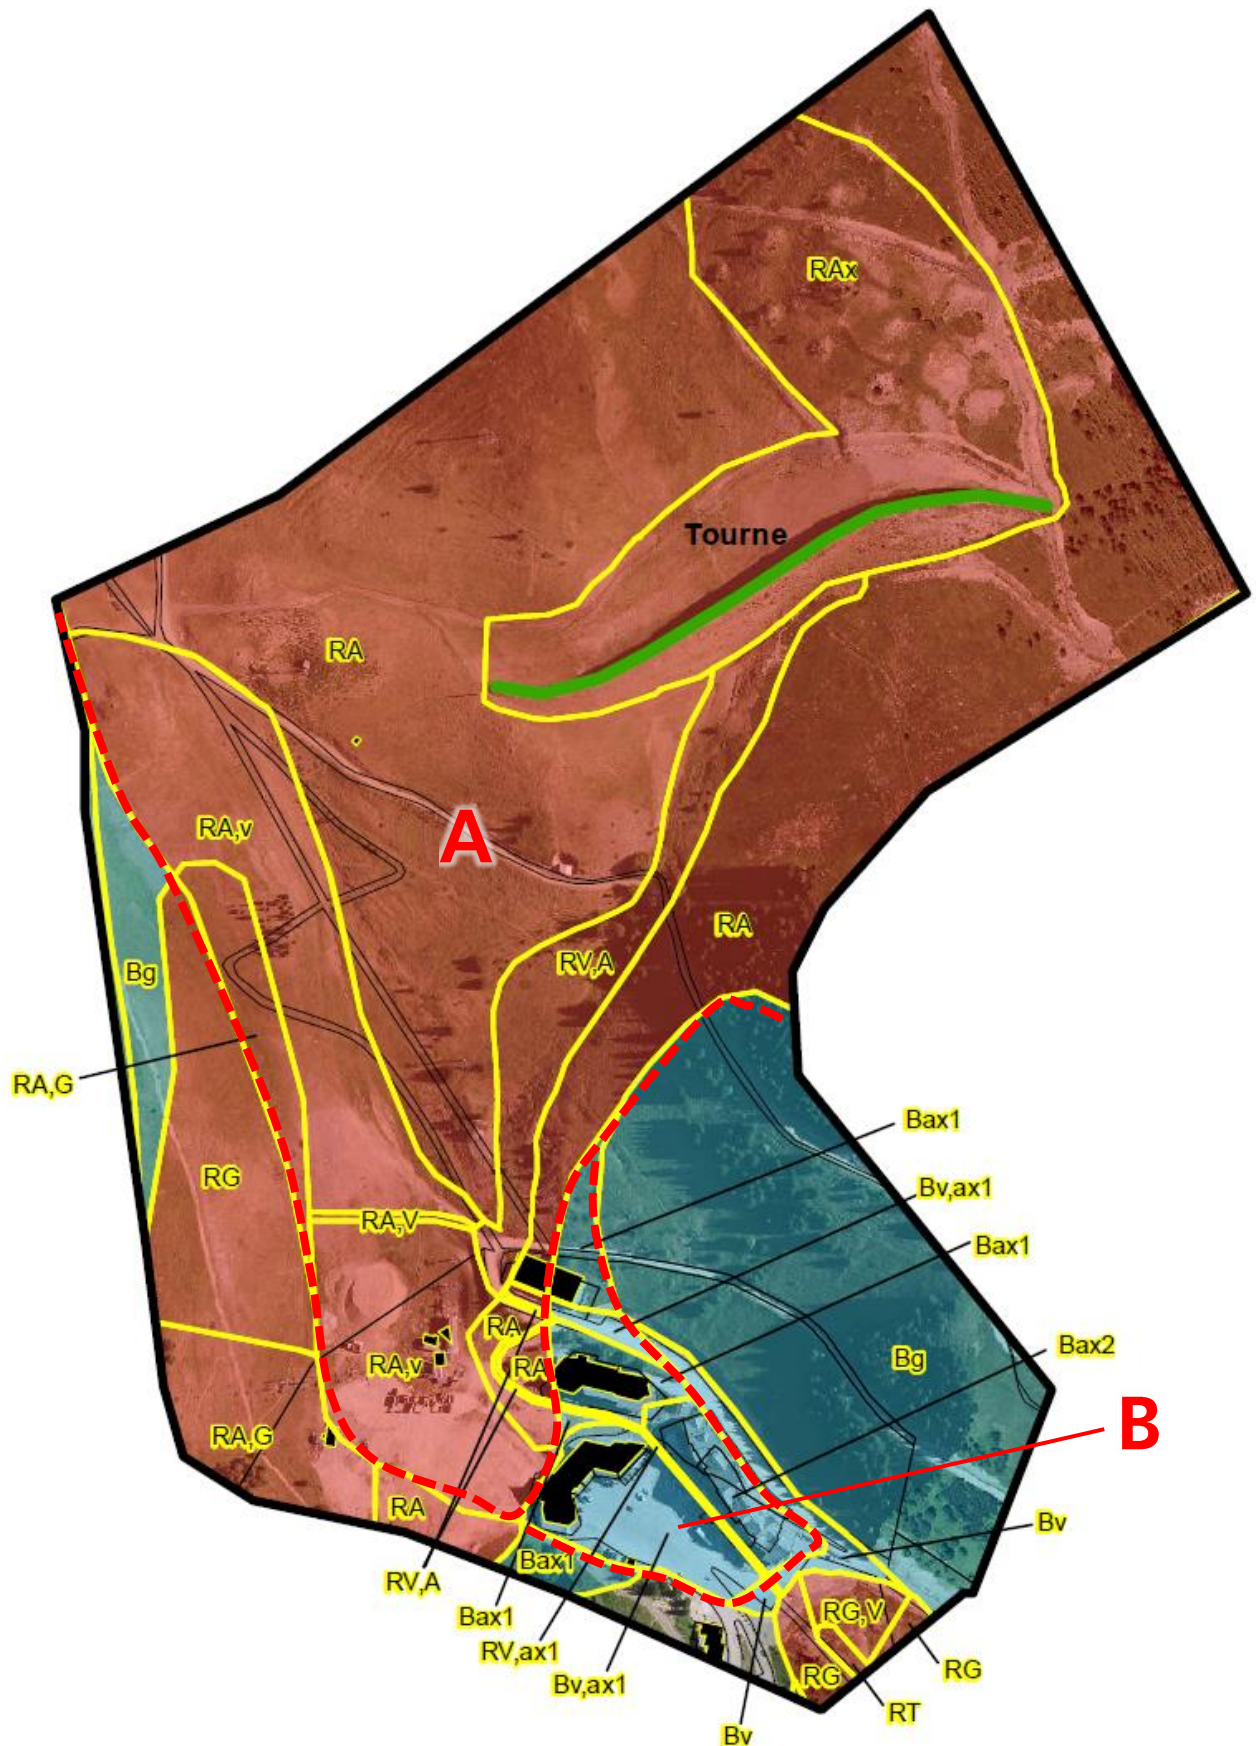 RAx
Tourne
RA
RA,v
A
RA
RV,A
Bg
RA,G
Bax1
RG
Bv,ax1
RA,V
Bax1
RA
Bax2
RA,v
RA
Bg
B
RA,G
RA
Bv
Bax1
RV,A
Bax1
RG,V
RV,ax1
RG
RG
Bv,ax1
RT
Bv